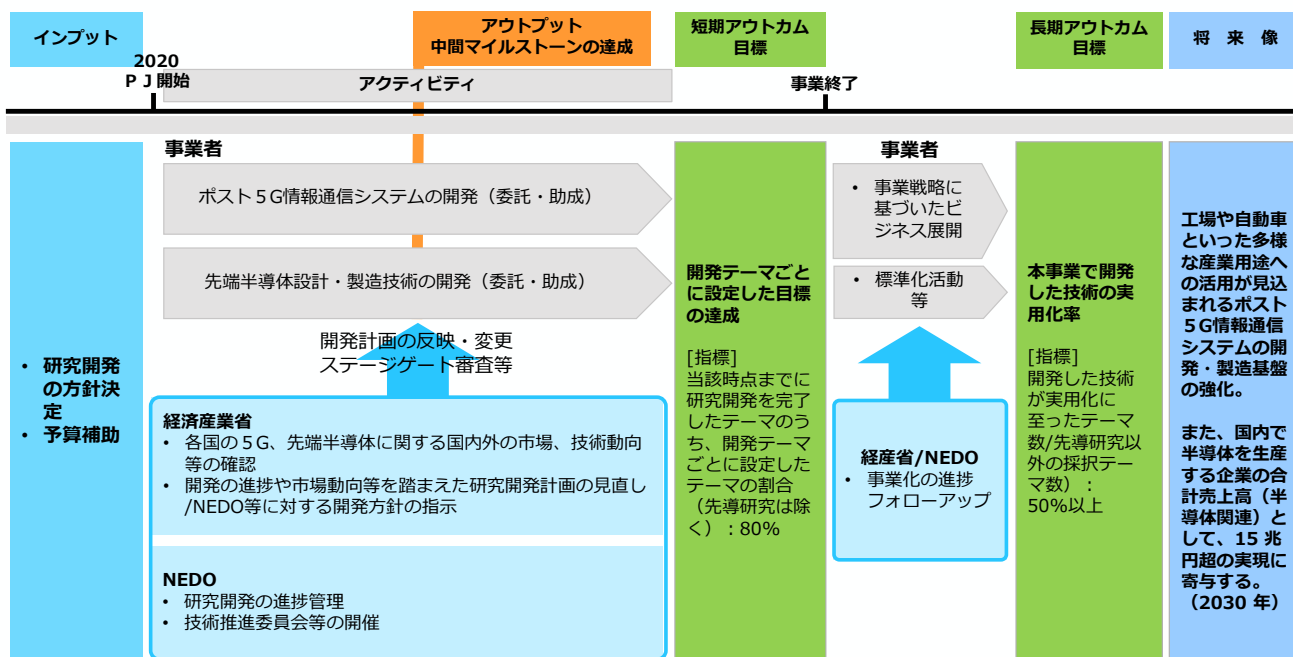 インプット
アウトプット
中間マイルストーンの達成
短期アウトカム
目標
長期アウトカム
目標
将 来 像
2020
ＰＪ開始
アクティビティ
事業終了
• 研究開発
の方針決
定
• 予算補助
事業者
ポスト５G情報通信システムの開発（委託・助成）
先端半導体設計・製造技術の開発（委託・助成）
開発計画の反映・変更
ステージゲート審査等
経済産業省
• 各国の５G、先端半導体に関する国内外の市場、技術動向
等の確認
• 開発の進捗や市場動向等を踏まえた研究開発計画の見直し
/NEDO等に対する開発方針の指示
NEDO
• 研究開発の進捗管理
• 技術推進委員会等の開催
開発テーマごと
に設定した目標
の達成
[指標]
当該時点までに
研究開発を完了
したテーマのう
ち、開発テーマ
ごとに設定した
テーマの割合
（先導研究は除
く）：80%
事業者
• 事業戦略に
基づいたビ
ジネス展開
• 標準化活動
等
経産省/NEDO
• 事業化の進捗
フォローアップ
本事業で開発
した技術の実
用化率
[指標]
開発した技術
が実用化に
至ったテーマ
数/先導研究以
外の採択テー
マ数）：
50%以上
工場や自動車
といった多様
な産業用途へ
の活用が見込
まれるポスト
５G情報通信
システムの開
発・製造基盤
の強化。
また、国内で
半導体を生産
する企業の合
計売上高（半
導体関連）と
して、15 兆
円超の実現に
寄与する。
（2030 年）